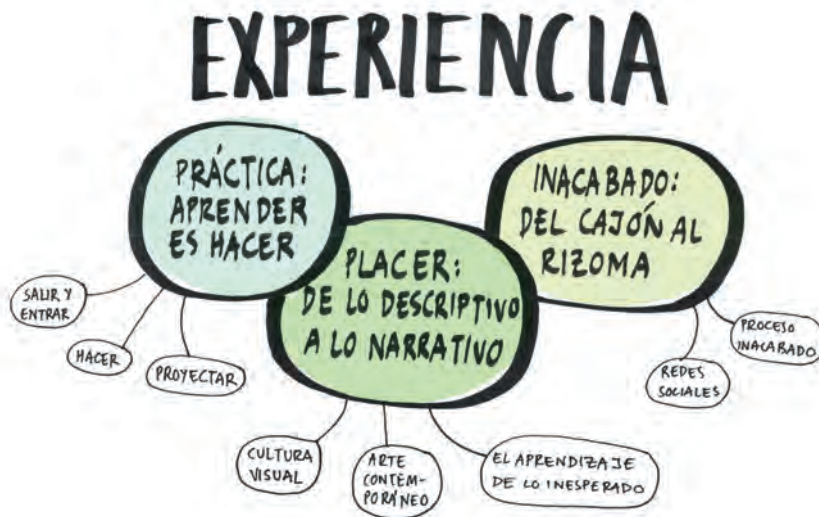 EXPERIENCIA
PRÁCTICA:
APRENDER
ES HACER
SALIR Y
ENTRAR
HACER
PROYECTAR
PLACER:
DE LO DESCRIPTIVO
A LO NARRATIVO
CULTURA
VISUAL
ARTE
CONTEM-
PORÁNEO
EL APRENDIZAJE
DE LO INESPERADO
INACABADO:
DEL CAJÓN AL
RIZOMA
REDES
SOCIALES
PROCESO
INACABADO